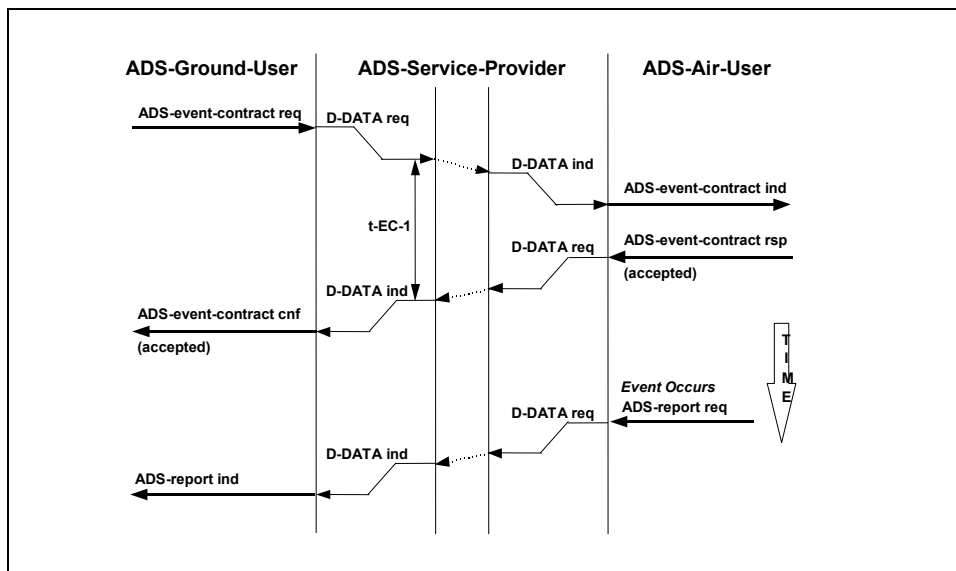 ADS-Ground-User
ADS-Service-Provider
ADS-Air-User
ADS-event-contract req
D-DATA req
D-DATA ind
ADS-event-contract ind
t-EC-1
D-DATA req
ADS-event-contract rsp
(accepted)
D-DATA ind
ADS-event-contract cnf
(accepted)
TIME
Event Occurs
D-DATA req
ADS-report req
D-DATA ind
ADS-report ind